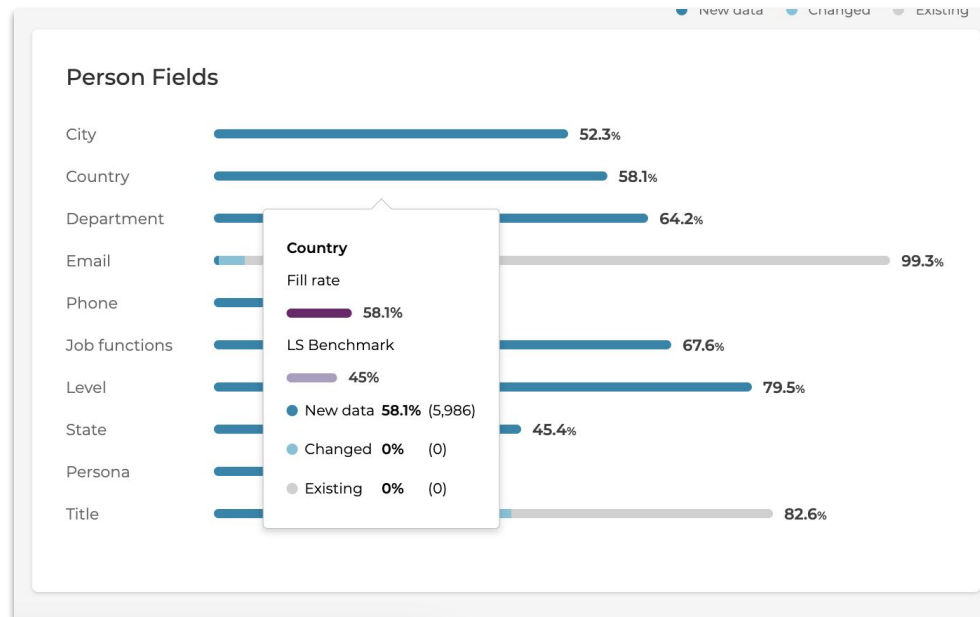 New data Changed Existing
Person Fields
City 52.3%
Country 58.1%
Department 64.2%
Email 99.3%
Phone
Job functions 67.6%
Level 79.5%
State 45.4%
Persona
Title 82.6%
Country
Fill rate
58.1%
LS Benchmark
45%
New data 58.1% (5,986)
Changed 0% (0)
Existing 0% (0)